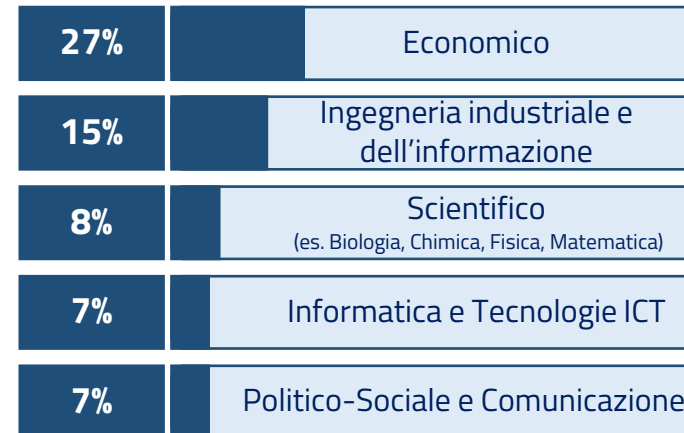 27%
Economico
15%
Ingegneria industriale e
dell’informazione
8%
Scientifico
(es. Biologia, Chimica, Fisica, Matematica)
7%
Informatica e Tecnologie ICT
7%
Politico-Sociale e Comunicazione